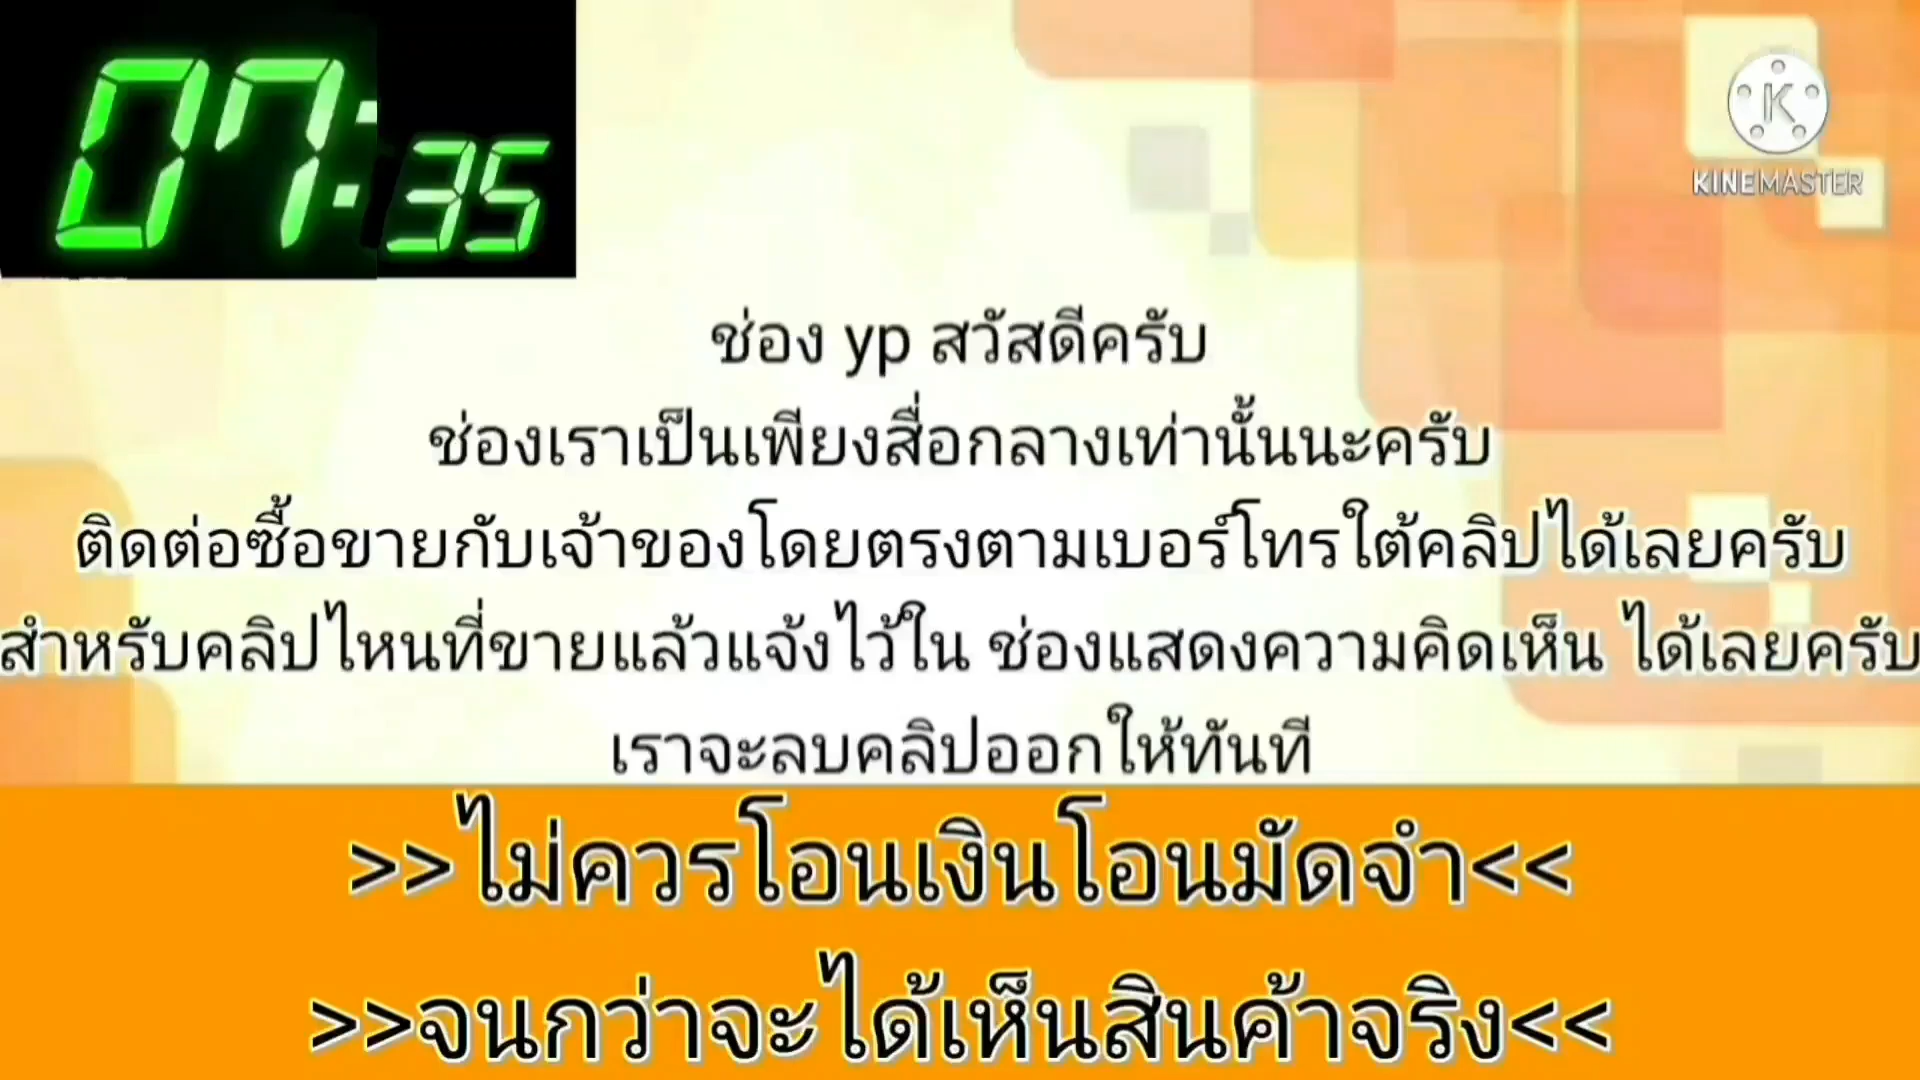 07:35
KINEMASTER
ช่อง yp สวัสดีครับ
ช่องเราเป็นเพียงสื่อกลางเท่านั้นนะครับ
ติดต่อซื้อขายกับเจ้าของโดยตรงตามเบอร์โทรใต้คลิปได้เลยครับ
สำหรับคลิปไหนที่ขายแล้วแจ้งไว้ใน ช่องแสดงความคิดเห็น ได้เลยครับ
เราจะลบคลิปออกให้ทันที
>>ไม่ควรโอนเงินโอนมัดจำ<<
>>จนกว่าจะได้เห็นสินค้าจริง<<